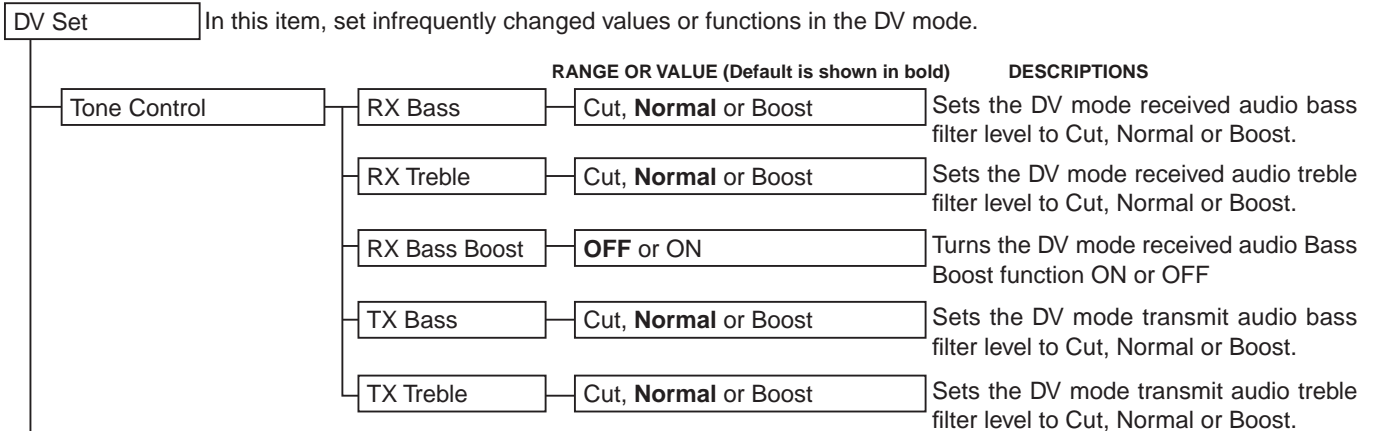 DV Set In this item, set infrequently changed values or functions in the DV mode.
RANGE OR VALUE (Default is shown in bold) DESCRIPTIONS
Tone Control RX Bass Cut, Normal or Boost Sets the DV mode received audio bass
filter level to Cut, Normal or Boost.
RX Treble Cut, Normal or Boost Sets the DV mode received audio treble
filter level to Cut, Normal or Boost.
RX Bass Boost OFF or ON Turns the DV mode received audio Bass
Boost function ON or OFF
TX Bass Cut, Normal or Boost Sets the DV mode transmit audio bass
filter level to Cut, Normal or Boost.
TX Treble Cut, Normal or Boost Sets the DV mode transmit audio treble
filter level to Cut, Normal or Boost.